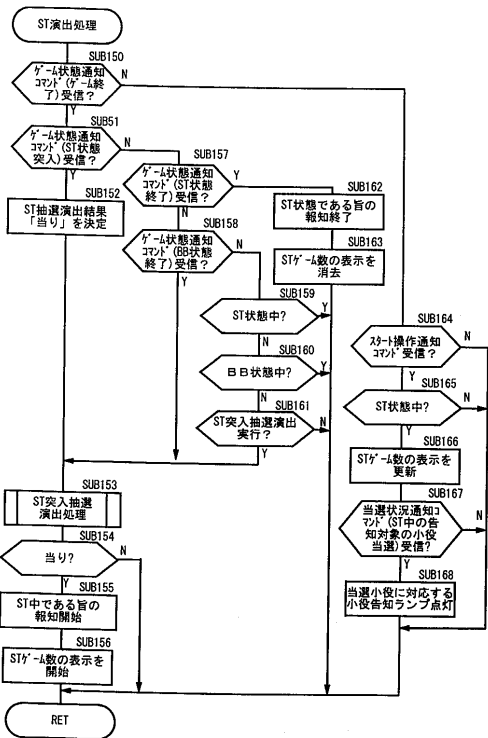 ST演出処理
SUB150
ｹﾞｰﾑ状態通知
ｺﾏﾝﾄﾞ(ｹﾞｰﾑ終
了)受信？
N
Y
SUB51
ｹﾞｰﾑ状態通知
ｺﾏﾝﾄﾞ(ST状態
突入)受信？
N
Y
SUB152
ST抽選演出結果
「当り」を決定
SUB157
ｹﾞｰﾑ状態通知
ｺﾏﾝﾄﾞ(ST状態
終了)受信？
Y
N
SUB158
ｹﾞｰﾑ状態通知
ｺﾏﾝﾄﾞ(BB状態
終了)受信？
N
Y
SUB162
ST状態である旨の
報知終了
SUB163
STｹﾞｰﾑ数の表示を
消去
SUB159
ST状態中？
Y
N
SUB160
ＢＢ状態中？
Y
N
SUB161
ST突入抽選演出
実行？
N
Y
SUB164
ｽﾀｰﾄ操作通知
ｺﾏﾝﾄﾞ受信？
N
Y
SUB165
ST状態中？
N
Y
SUB166
STｹﾞｰﾑ数の表示を
更新
SUB167
当選状況通知ｺ
ﾏﾝﾄﾞ(ST中の告
知対象の小役
当選)受信?
N
Y
SUB168
当選小役に対応する
小役告知ランプ点灯
SUB153
ST突入抽選
演出処理
SUB154
当り？
N
Y
SUB155
ST中である旨の
報知開始
SUB156
STｹﾞｰﾑ数の表示を
開始
RET